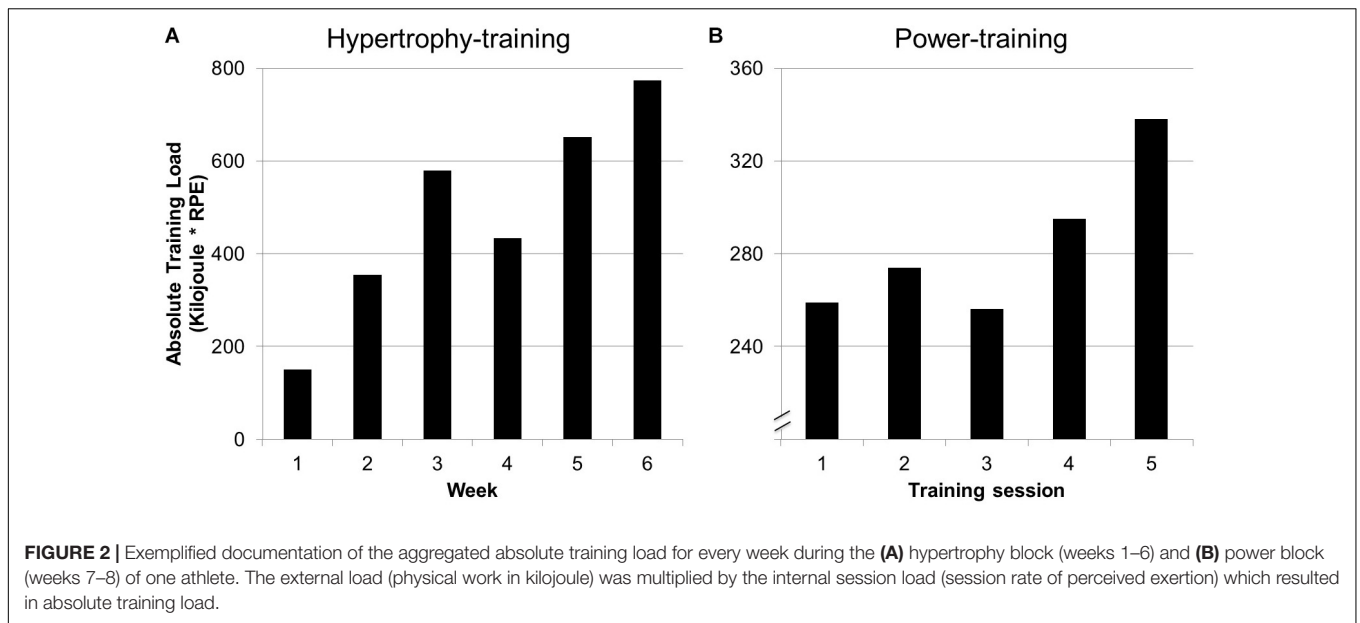 A Hypertrophy-training
800
600
400
200
0
Absolute Training Load
(Kilojoule * RPE)
1 2 3 4 5 6
Week
B Power-training
360
320
280
240
1 2 3 4 5
Training session
FIGURE 2 | Exemplified documentation of the aggregated absolute training load for every week during the (A) hypertrophy block (weeks 1–6) and (B) power block
(weeks 7–8) of one athlete. The external load (physical work in kilojoule) was multiplied by the internal session load (session rate of perceived exertion) which resulted
in absolute training load.